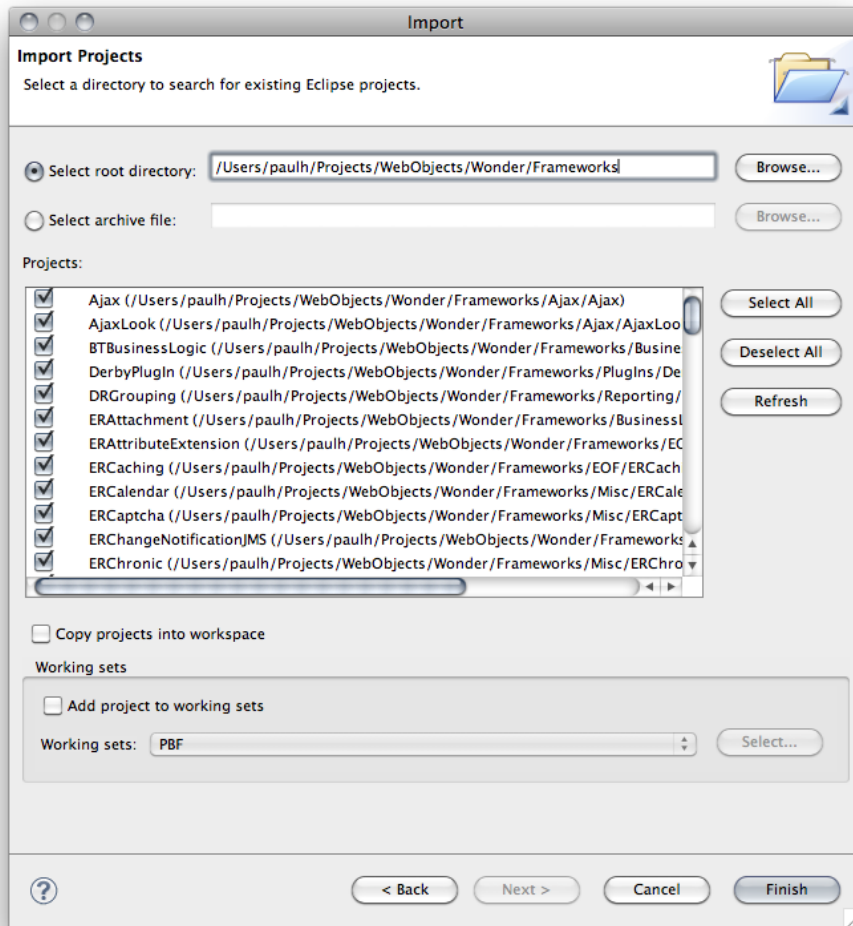 Import
Import Projects
Select a directory to search for existing Eclipse projects.
Select root directory: /Users/paulh/Projects/WebObjects/Wonder/Frameworks Browse...
Select archive file: Browse...
Projects:
Ajax (/Users/paulh/Projects/WebObjects/Wonder/Frameworks/Ajax/Ajax)
AjaxLook (/Users/paulh/Projects/WebObjects/Wonder/Frameworks/Ajax/AjaxLoo
BTBusinessLogic (/Users/paulh/Projects/WebObjects/Wonder/Frameworks/Busine
DerbyPlugIn (/Users/paulh/Projects/WebObjects/Wonder/Frameworks/PlugIns/De
DRGrouping (/Users/paulh/Projects/WebObjects/Wonder/Frameworks/Reporting/
ERAttachment (/Users/paulh/Projects/WebObjects/Wonder/Frameworks/BusinessL
ERAttributeExtension (/Users/paulh/Projects/WebObjects/Wonder/Frameworks/EO
ERCaching (/Users/paulh/Projects/WebObjects/Wonder/Frameworks/EOF/ERCach
ERCalendar (/Users/paulh/Projects/WebObjects/Wonder/Frameworks/Misc/ERCale
ERCaptcha (/Users/paulh/Projects/WebObjects/Wonder/Frameworks/Misc/ERCapt
ERChangeNotificationJMS (/Users/paulh/Projects/WebObjects/Wonder/Frameworks
ERChronic (/Users/paulh/Projects/WebObjects/Wonder/Frameworks/Misc/ERChro
Select All
Deselect All
Refresh
Copy projects into workspace
Working sets
Add project to working sets
Working sets: PBF Select...
? < Back Next > Cancel Finish